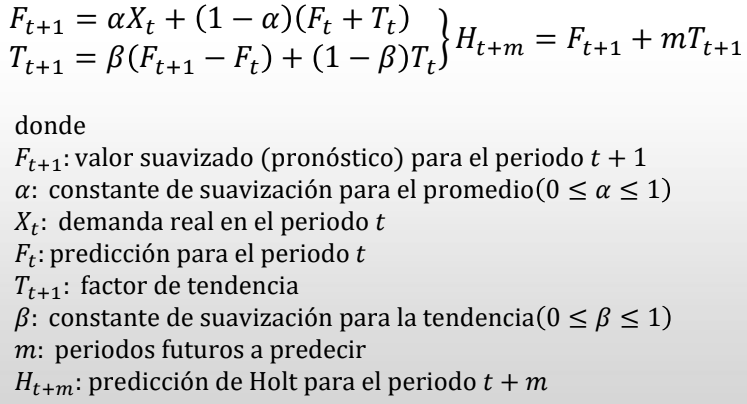 F_{t+1} = αX_t + (1 − α)(F_t + T_t)
T_{t+1} = β(F_{t+1} − F_t) + (1 − β)T_t} H_{t+m} = F_{t+1} + mT_{t+1}
donde
F_{t+1}: valor suavizado (pronóstico) para el periodo t + 1
α: constante de suavización para el promedio(0 ≤ α ≤ 1)
X_t: demanda real en el periodo t
F_t: predicción para el periodo t
T_{t+1}: factor de tendencia
β: constante de suavización para la tendencia(0 ≤ β ≤ 1)
m: periodos futuros a predecir
H_{t+m}: predicción de Holt para el periodo t + m